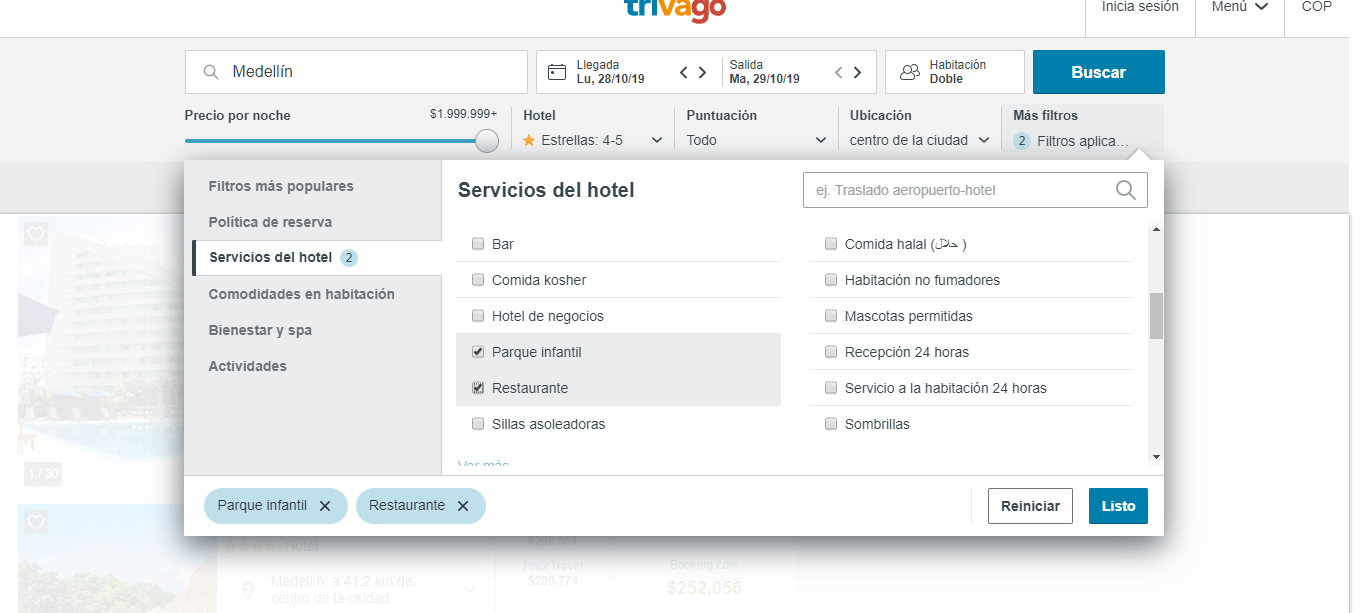 trivago
Inicia sesión
Menú
COP
Medellín
Llegada
Lu, 28/10/19
Salida
Ma, 29/10/19
Habitación
Doble
Buscar
Precio por noche
$1.999.999+
Hotel
Estrellas: 4-5
Puntuación
Todo
Ubicación
centro de la ciudad
Más filtros
2 Filtros aplica...
Filtros más populares
Política de reserva
Servicios del hotel 2
Comodidades en habitación
Bienestar y spa
Actividades
Servicios del hotel
ej. Traslado aeropuerto-hotel
Bar
Comida halal (حلال )
Comida kosher
Habitación no fumadores
Hotel de negocios
Mascotas permitidas
Parque infantil
Recepción 24 horas
Restaurante
Servicio a la habitación 24 horas
Sillas asoleadoras
Sombrillas
Ver más
1 / 30
Parque infantil
Restaurante
Reiniciar
Listo
Hotel
$299.851
PriceTravel
$280.774
Booking.com
$252.056
Medellín, a 41.2 km de:
centro de la ciudad